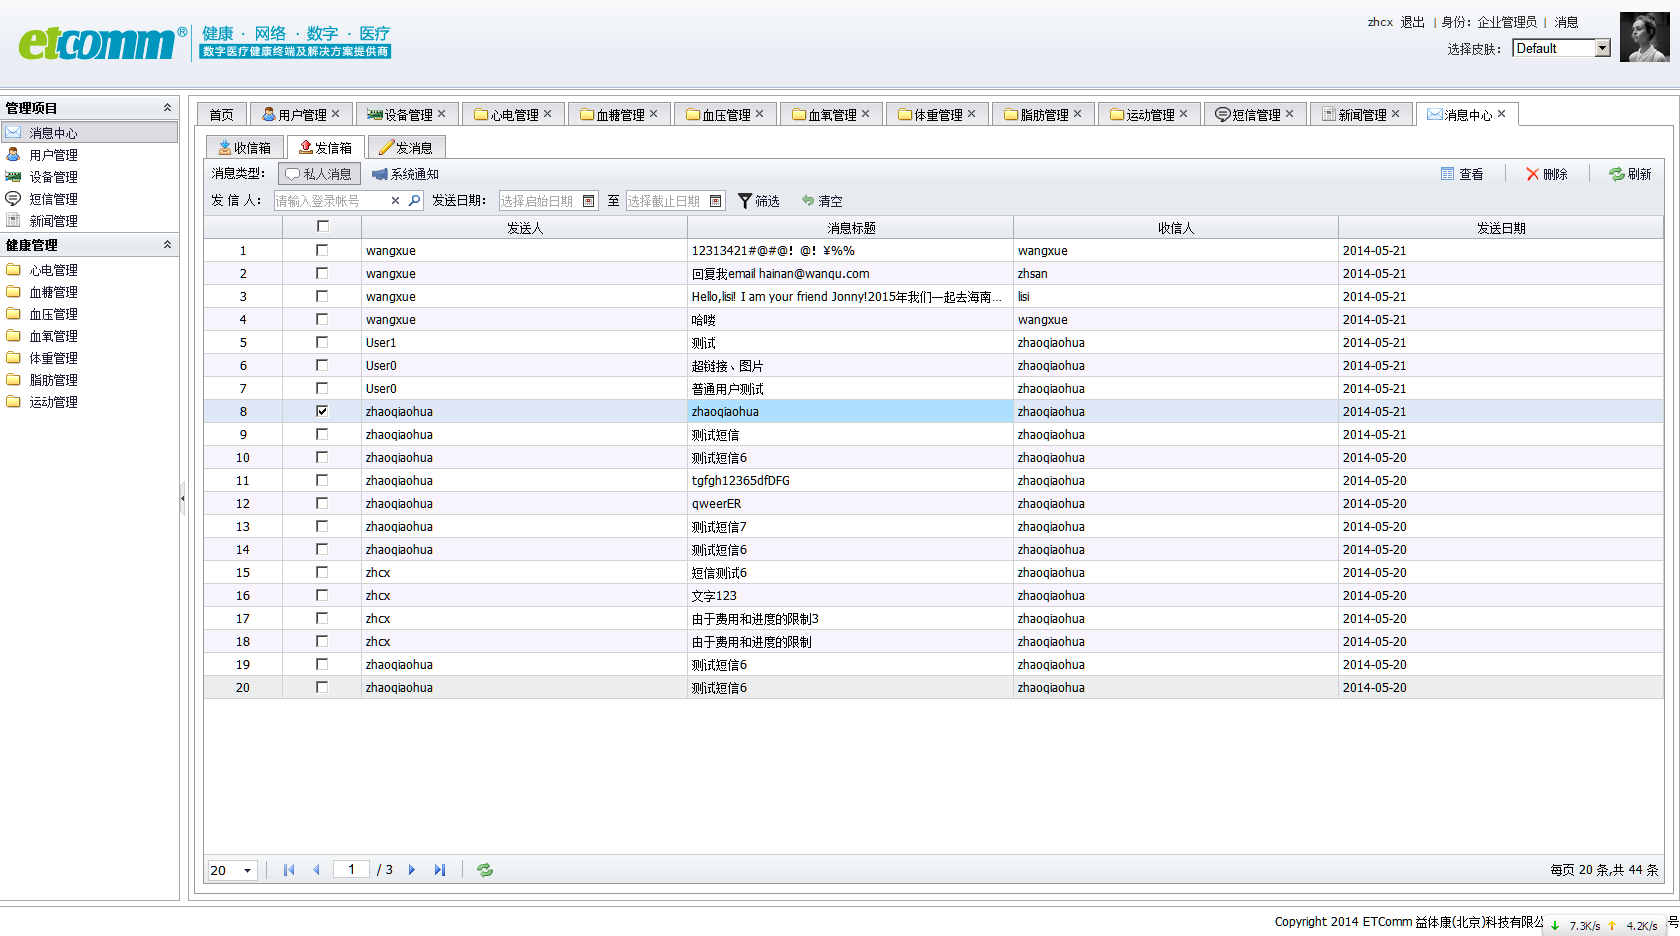 etcomm®
健康 · 网络 · 数字 · 医疗
数字医疗健康终端及解决方案提供商
zhcx 退出 | 身份：企业管理员 | 消息
选择皮肤： Default
管理项目
消息中心
用户管理
设备管理
短信管理
新闻管理
健康管理
心电管理
血糖管理
血压管理
血氧管理
体重管理
脂肪管理
运动管理
首页 用户管理 设备管理 心电管理 血糖管理 血压管理 血氧管理 体重管理 脂肪管理 运动管理 短信管理 新闻管理 消息中心
收信箱 发信箱 发消息
消息类型： 私人消息 系统通知 查看 删除 刷新
发 信 人： 请输入登录帐号 发送日期： 选择启始日期 至 选择截止日期 筛选 清空
发送人 消息标题 收信人 发送日期
1 wangxue 12313421#@#@！@！¥%% wangxue 2014-05-21
2 wangxue 回复我email hainan@wanqu.com zhsan 2014-05-21
3 wangxue Hello,lisi! I am your friend Jonny!2015年我们一起去海南... lisi 2014-05-21
4 wangxue 哈喽 wangxue 2014-05-21
5 User1 测试 zhaoqiaohua 2014-05-21
6 User0 超链接、图片 zhaoqiaohua 2014-05-21
7 User0 普通用户测试 zhaoqiaohua 2014-05-21
8 zhaoqiaohua zhaoqiaohua zhaoqiaohua 2014-05-21
9 zhaoqiaohua 测试短信 zhaoqiaohua 2014-05-21
10 zhaoqiaohua 测试短信6 zhaoqiaohua 2014-05-20
11 zhaoqiaohua tgfgh12365dfDFG zhaoqiaohua 2014-05-20
12 zhaoqiaohua qweerER zhaoqiaohua 2014-05-20
13 zhaoqiaohua 测试短信7 zhaoqiaohua 2014-05-20
14 zhaoqiaohua 测试短信6 zhaoqiaohua 2014-05-20
15 zhcx 短信测试6 zhaoqiaohua 2014-05-20
16 zhcx 文字123 zhaoqiaohua 2014-05-20
17 zhcx 由于费用和进度的限制3 zhaoqiaohua 2014-05-20
18 zhcx 由于费用和进度的限制 zhaoqiaohua 2014-05-20
19 zhaoqiaohua 测试短信6 zhaoqiaohua 2014-05-20
20 zhaoqiaohua 测试短信6 zhaoqiaohua 2014-05-20
20 1 / 3 每页 20 条,共 44 条
Copyright 2014 ETComm 益体康(北京)科技有限公 7.3K/s 4.2K/s 号